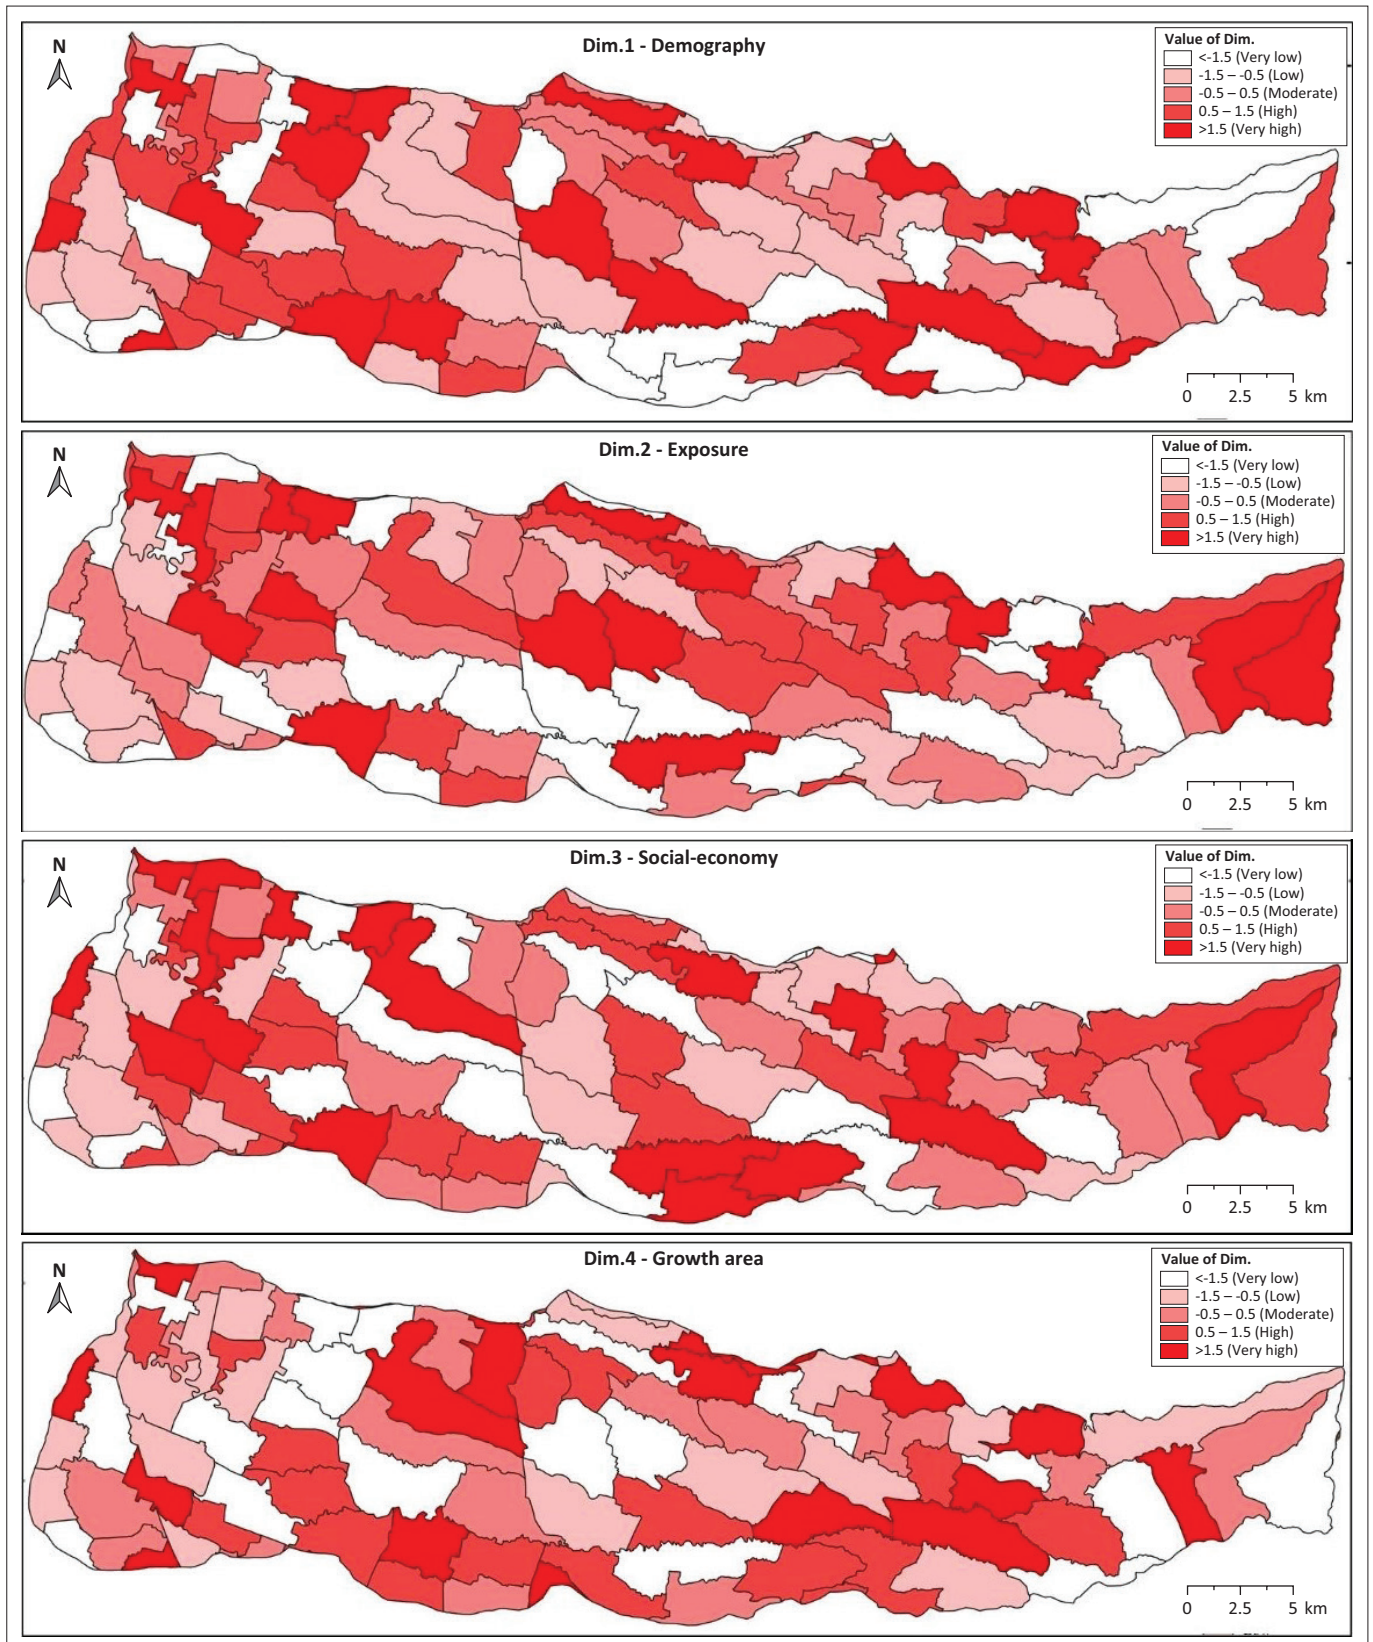 N
Dim.1 - Demography
Value of Dim.
<-1.5 (Very low)
-1.5 – -0.5 (Low)
-0.5 – 0.5 (Moderate)
0.5 – 1.5 (High)
>1.5 (Very high)
0 2.5 5 km
N
Dim.2 - Exposure
Value of Dim.
<-1.5 (Very low)
-1.5 – -0.5 (Low)
-0.5 – 0.5 (Moderate)
0.5 – 1.5 (High)
>1.5 (Very high)
0 2.5 5 km
N
Dim.3 - Social-economy
Value of Dim.
<-1.5 (Very low)
-1.5 – -0.5 (Low)
-0.5 – 0.5 (Moderate)
0.5 – 1.5 (High)
>1.5 (Very high)
0 2.5 5 km
N
Dim.4 - Growth area
Value of Dim.
<-1.5 (Very low)
-1.5 – -0.5 (Low)
-0.5 – 0.5 (Moderate)
0.5 – 1.5 (High)
>1.5 (Very high)
0 2.5 5 km